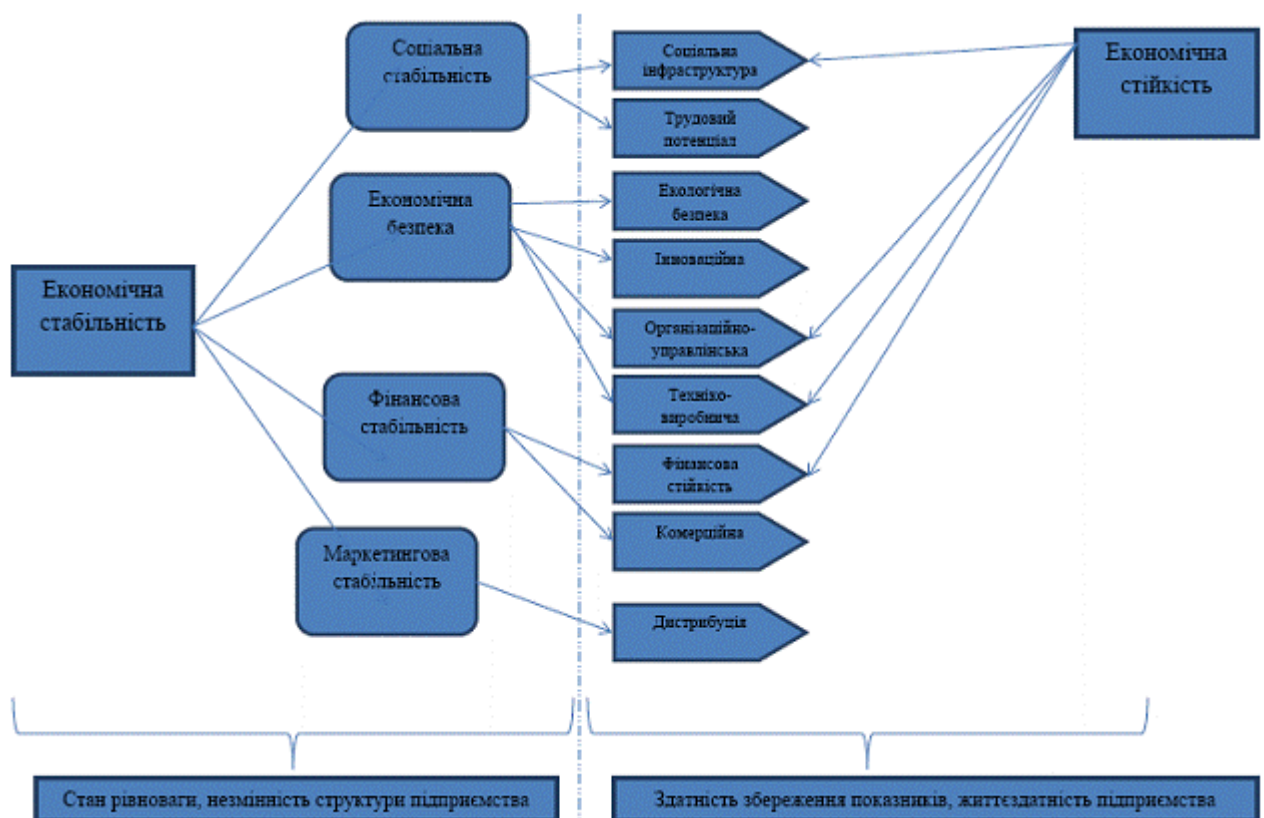 Соціальна
стабільність
Економічна
безпека
Економічна
стабільність
Фінансова
стабільність
Маркетингова
стабільність
Соціальна
інфраструктура
Трудовий
потенціал
Екологічна
безпека
Інноваційна
Організаційно-
управлінська
Техніко-
виробнича
Фінансова
стійкість
Комерційна
Дистрибуція
Економічна
стійкість
Стан рівноваги, незмінність структури підприємства
Здатність збереження показників, життєздатність підприємства